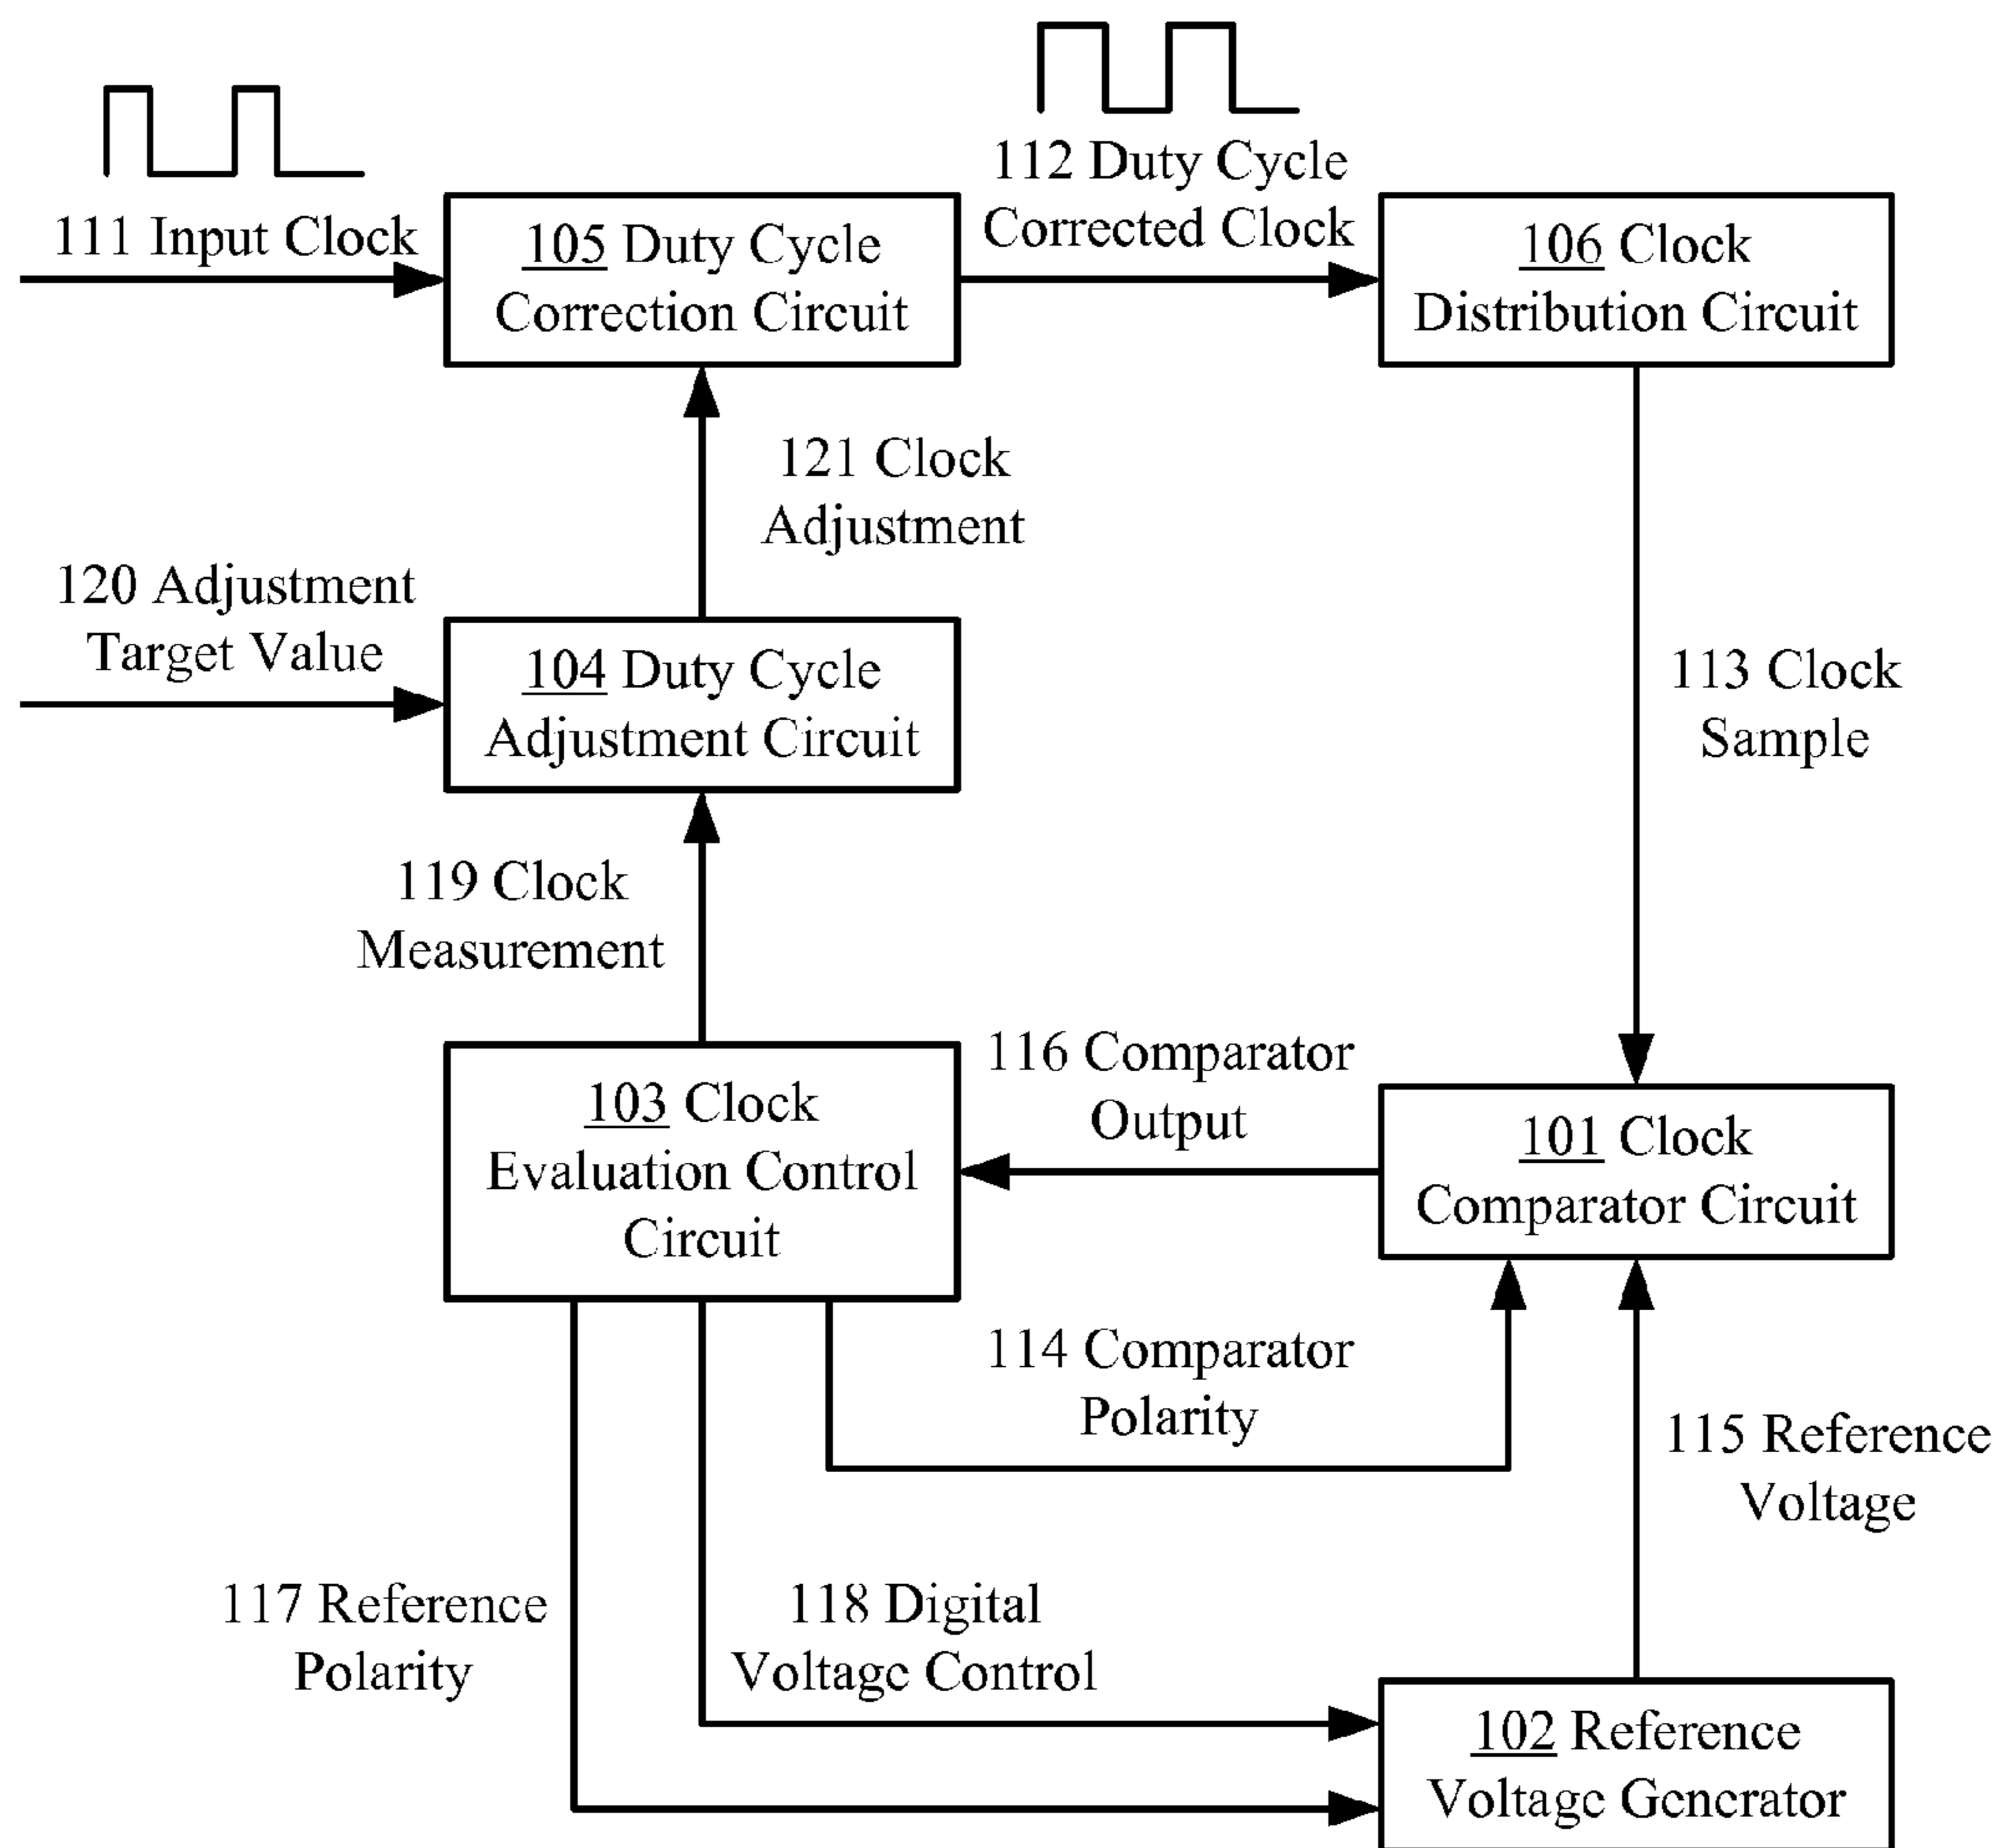 112 Duty Cycle
Corrected Clock
111 Input Clock
105 Duty Cycle
Correction Circuit
106 Clock
Distribution Circuit
121 Clock
Adjustment
120 Adjustment
Target Value
104 Duty Cycle
Adjustment Circuit
113 Clock
Sample
119 Clock
Measurement
103 Clock
Evaluation Control
Circuit
116 Comparator
Output
101 Clock
Comparator Circuit
114 Comparator
Polarity
115 Reference
Voltage
117 Reference
Polarity
118 Digital
Voltage Control
102 Reference
Voltage Generator